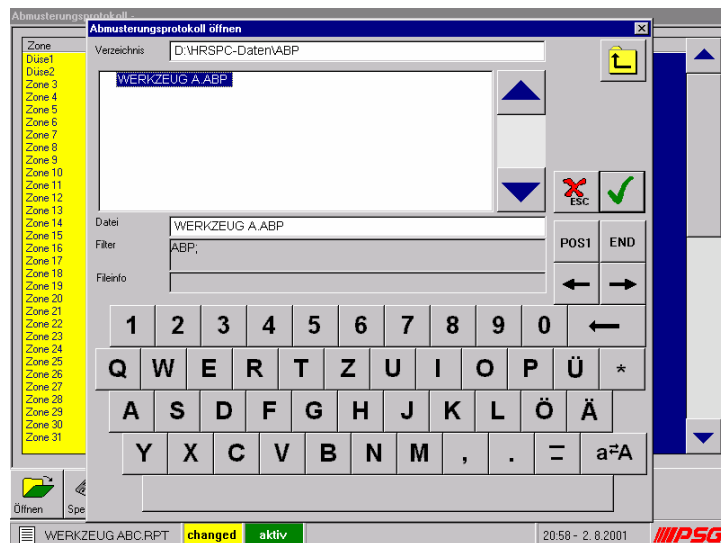 Abmusterungsprotokoll -
Abmusterungsprotokoll öffnen
Verzeichnis D:\HRSPC-Daten\ABP
WERKZEUG A.ABP
Zone
Düse1
Düse2
Zone 3
Zone 4
Zone 5
Zone 6
Zone 7
Zone 8
Zone 9
Zone 10
Zone 11
Zone 12
Zone 13
Zone 14
Zone 15
Zone 16
Zone 17
Zone 18
Zone 19
Zone 20
Zone 21
Zone 22
Zone 23
Zone 24
Zone 25
Zone 26
Zone 27
Zone 28
Zone 29
Zone 30
Zone 31
ESC
Datei WERKZEUG A.ABP
Filter ABP;
Fileinfo
POS1 END
1 2 3 4 5 6 7 8 9 0
Q W E R T Z U I O P Ü *
A S D F G H J K L Ö Ä
Y X C V B N M , . = a⇄A
Öffnen Spe
WERKZEUG ABC.RPT changed aktiv 20:58 - 2. 8.2001 PSG